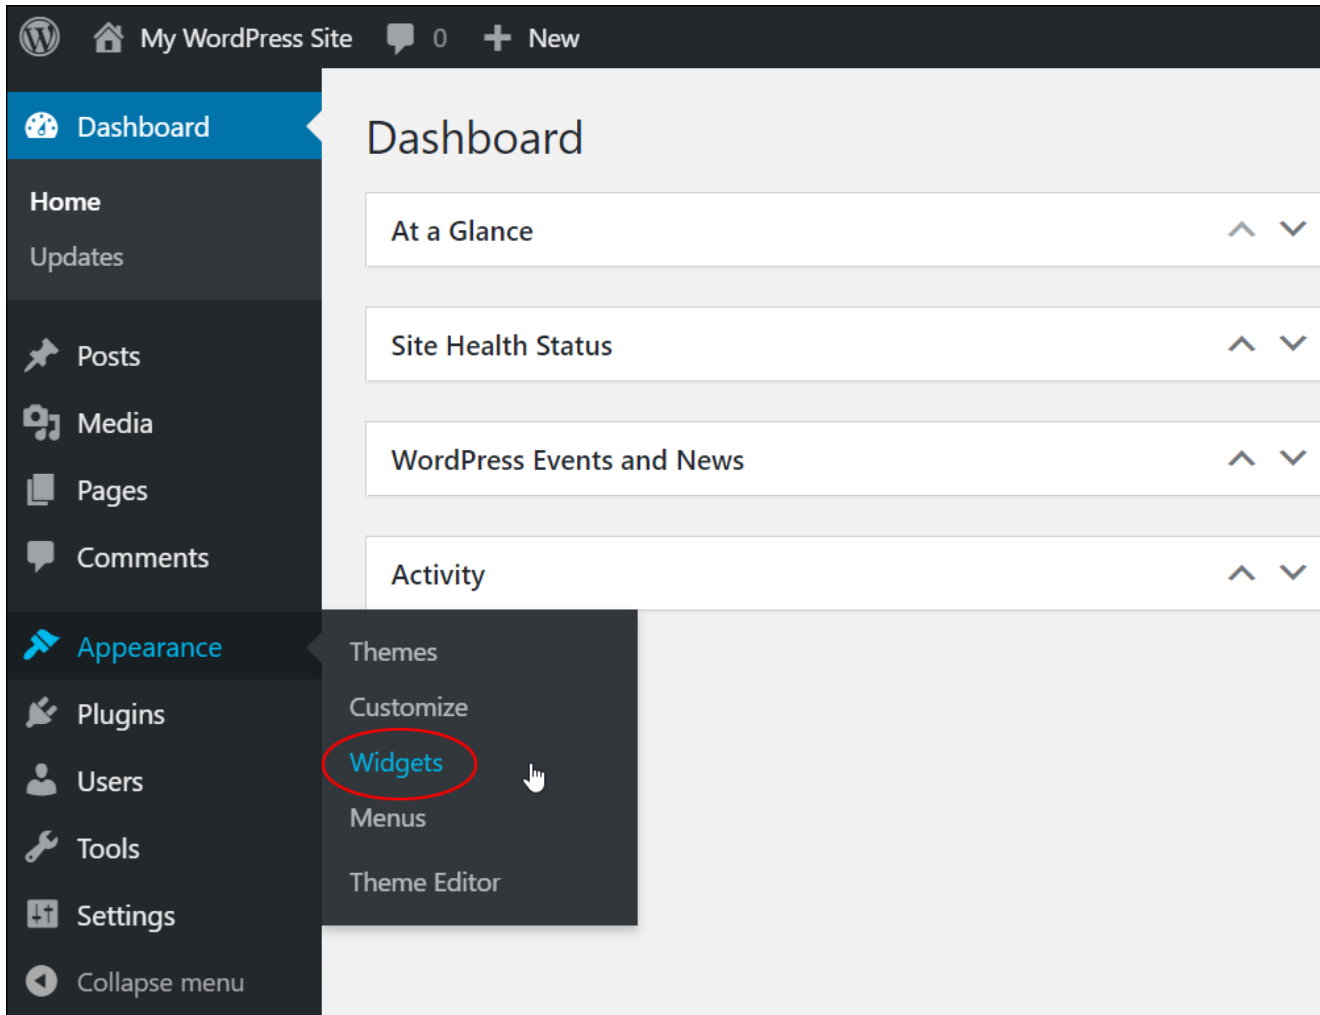 My WordPress Site 0 New
Dashboard
Home
Updates
Posts
Media
Pages
Comments
Appearance
Plugins
Users
Tools
Settings
Collapse menu
Dashboard
At a Glance
Site Health Status
WordPress Events and News
Activity
Themes
Customize
Widgets
Menus
Theme Editor